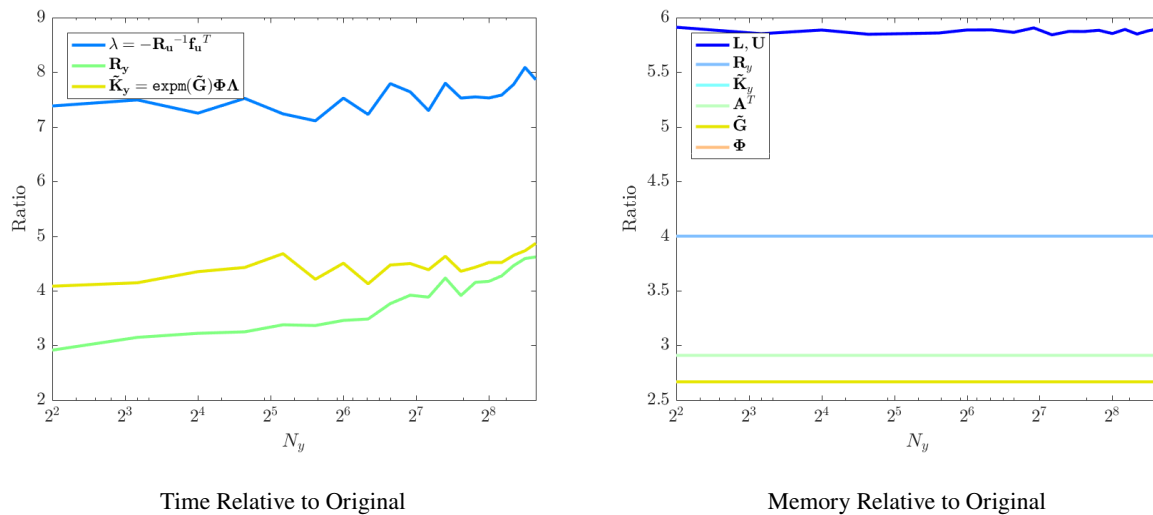 9
8
7
6
5
4
3
2
Ratio
λ = −R_u^{−1}f_u^T
R_y
K̃_y = expm(G̃)ΦΛ
2^2 2^3 2^4 2^5 2^6 2^7 2^8
N_y
Time Relative to Original
6
5.5
5
4.5
4
3.5
3
2.5
Ratio
L, U
R_y
K̃_y
A^T
G̃
Φ
2^2 2^3 2^4 2^5 2^6 2^7 2^8
N_y
Memory Relative to Original